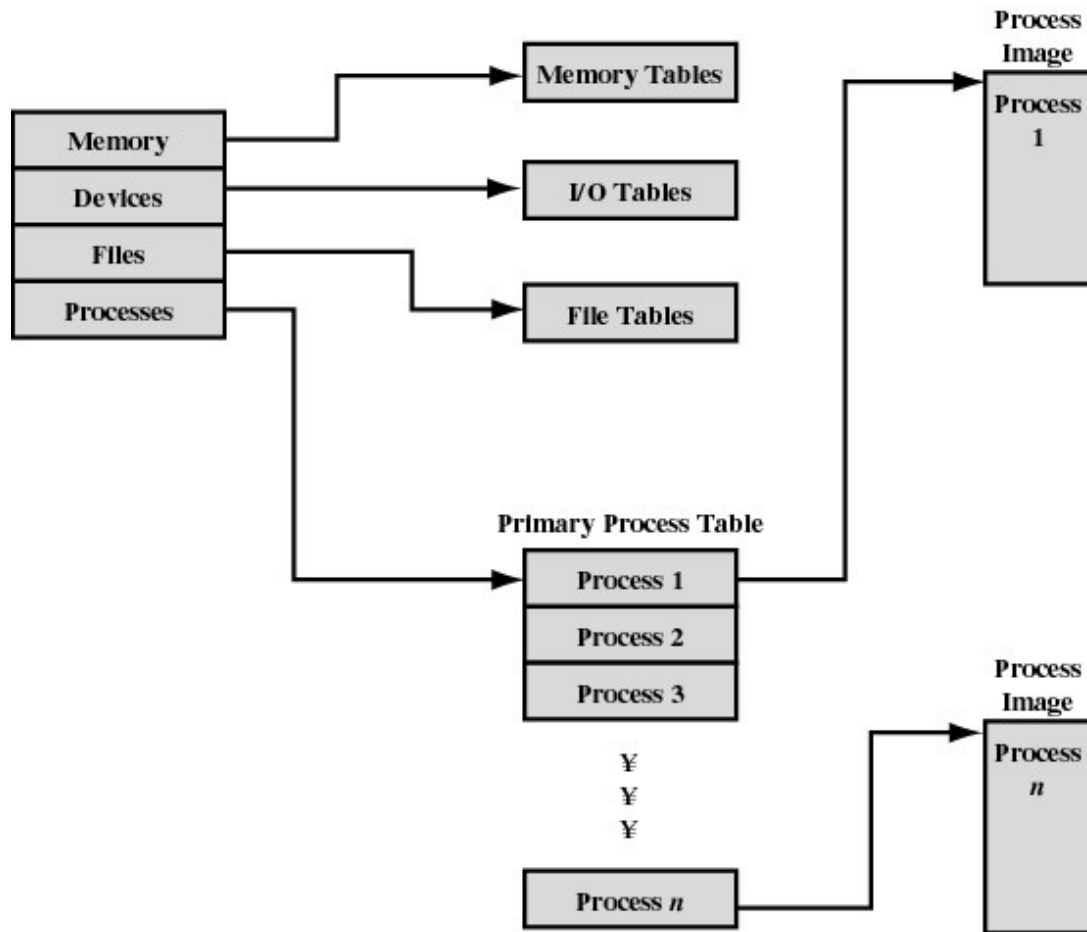 Memory
Devices
Files
Processes
Memory Tables
I/O Tables
File Tables
Primary Process Table
Process 1
Process 2
Process 3
¥
¥
¥
Process n
Process
Image
Process
1
Process
Image
Process
n